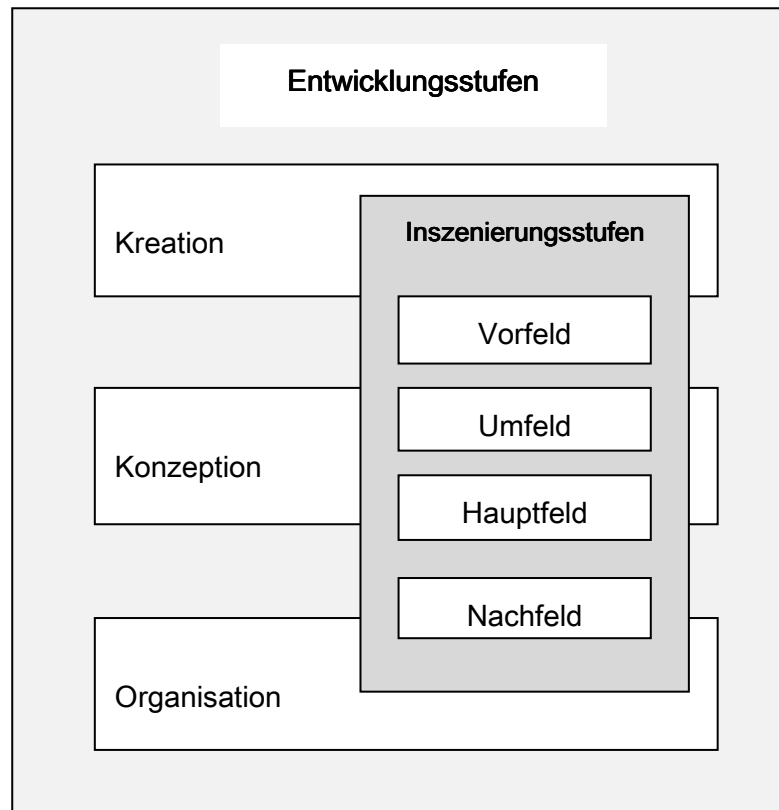 Entwicklungsstufen
Kreation
Inszenierungsstufen
Vorfeld
Umfeld
Konzeption
Hauptfeld
Nachfeld
Organisation